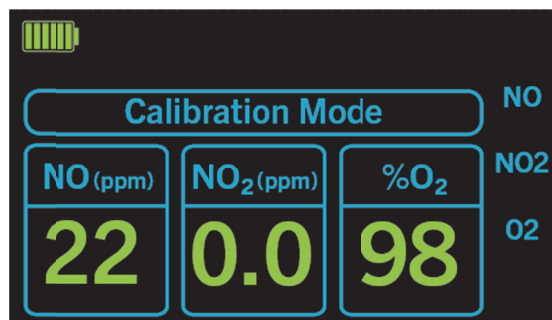 Calibration Mode
NO
NO (ppm) NO₂ (ppm) %O₂
NO2
22 0.0 98
O2